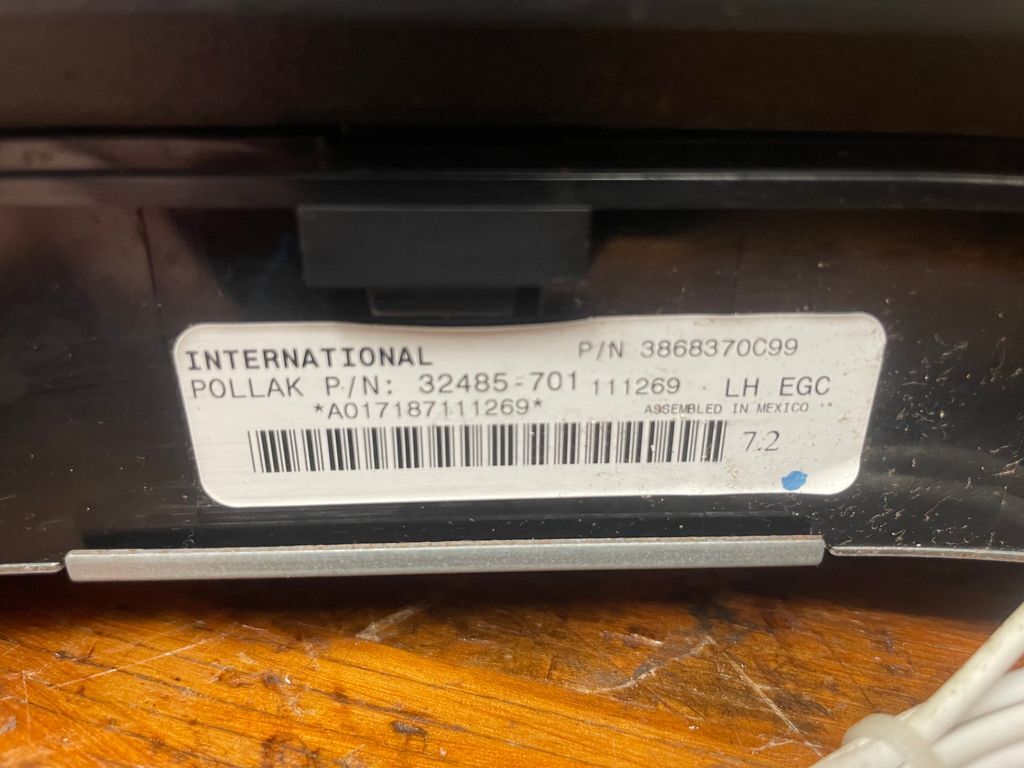 INTERNATIONAL P/N 3868370C99
POLLAK P/N: 32485-701 111269 LH EGC
*A017187111269* ASSEMBLED IN MEXICO **
7.2